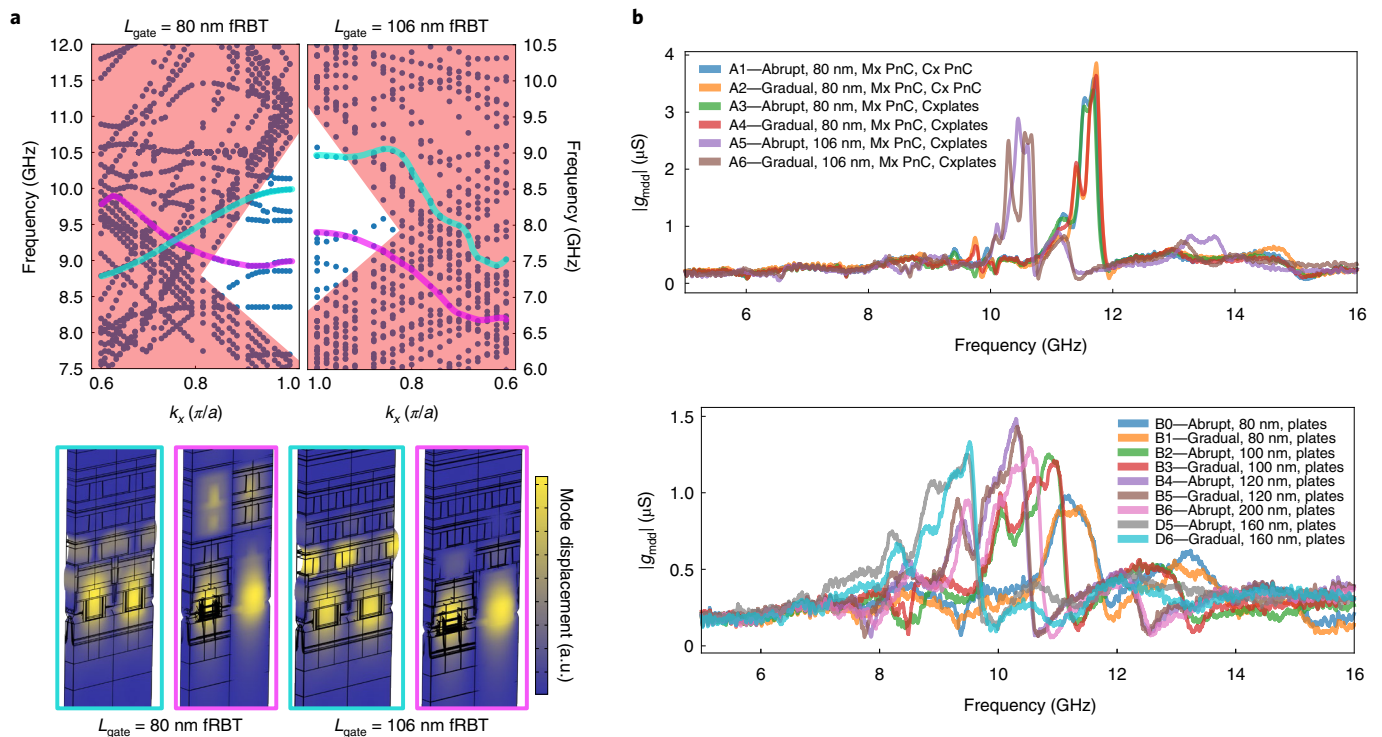 a
L_gate = 80 nm fRBT
L_gate = 106 nm fRBT
12.0
11.5
11.0
10.5
10.0
9.5
9.0
8.5
8.0
7.5
Frequency (GHz)
10.5
10.0
9.5
9.0
8.5
8.0
7.5
7.0
6.5
6.0
Frequency (GHz)
0.6
0.8
1.0
1.0
0.8
0.6
k_x (π/a)
k_x (π/a)
Mode displacement (a.u.)
L_gate = 80 nm fRBT
L_gate = 106 nm fRBT
b
4
3
2
1
0
|g_mdd| (μS)
A1—Abrupt, 80 nm, Mx PnC, Cx PnC
A2—Gradual, 80 nm, Mx PnC, Cx PnC
A3—Abrupt, 80 nm, Mx PnC, Cxplates
A4—Gradual, 80 nm, Mx PnC, Cxplates
A5—Abrupt, 106 nm, Mx PnC, Cxplates
A6—Gradual, 106 nm, Mx PnC, Cxplates
6
8
10
12
14
16
Frequency (GHz)
1.5
1.0
0.5
0
|g_mdd| (μS)
B0—Abrupt, 80 nm, plates
B1—Gradual, 80 nm, plates
B2—Abrupt, 100 nm, plates
B3—Gradual, 100 nm, plates
B4—Abrupt, 120 nm, plates
B5—Gradual, 120 nm, plates
B6—Abrupt, 200 nm, plates
D5—Abrupt, 160 nm, plates
D6—Gradual, 160 nm, plates
6
8
10
12
14
16
Frequency (GHz)